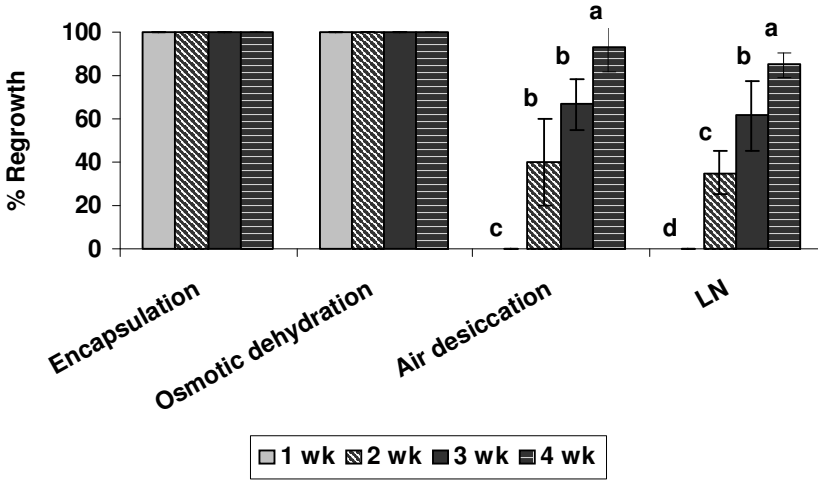 % Regrowth
100
80
60
40
20
0
c b b a
d c b a
Encapsulation
Osmotic dehydration
Air desiccation
LN
1 wk 2 wk 3 wk 4 wk